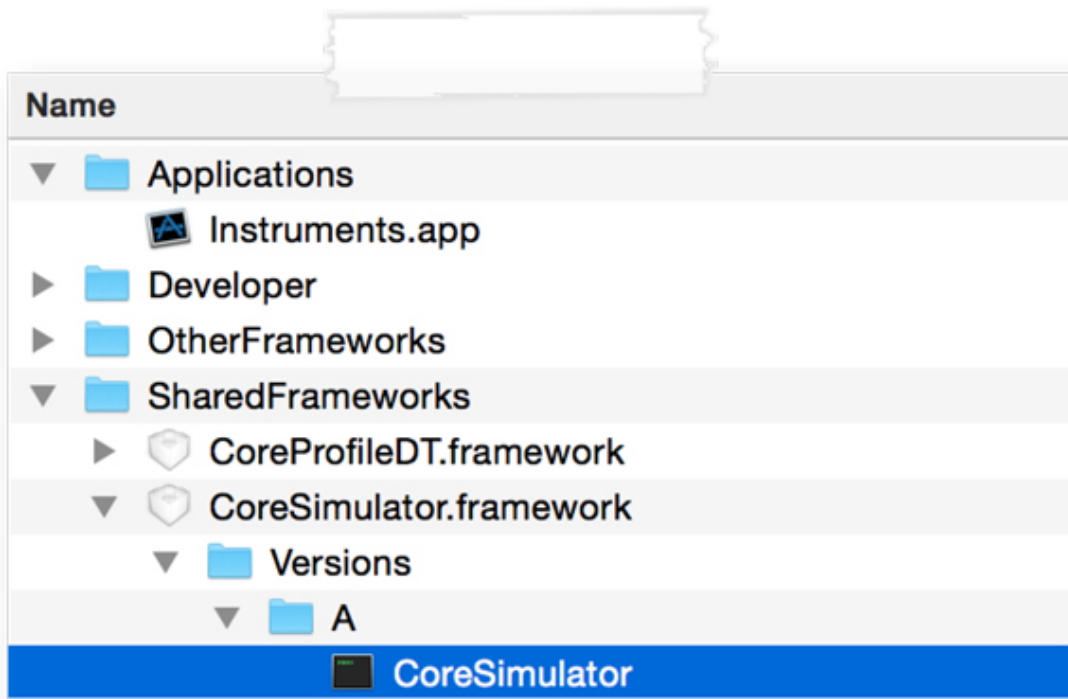 Name
Applications
Instruments.app
Developer
OtherFrameworks
SharedFrameworks
CoreProfileDT.framework
CoreSimulator.framework
Versions
A
CoreSimulator